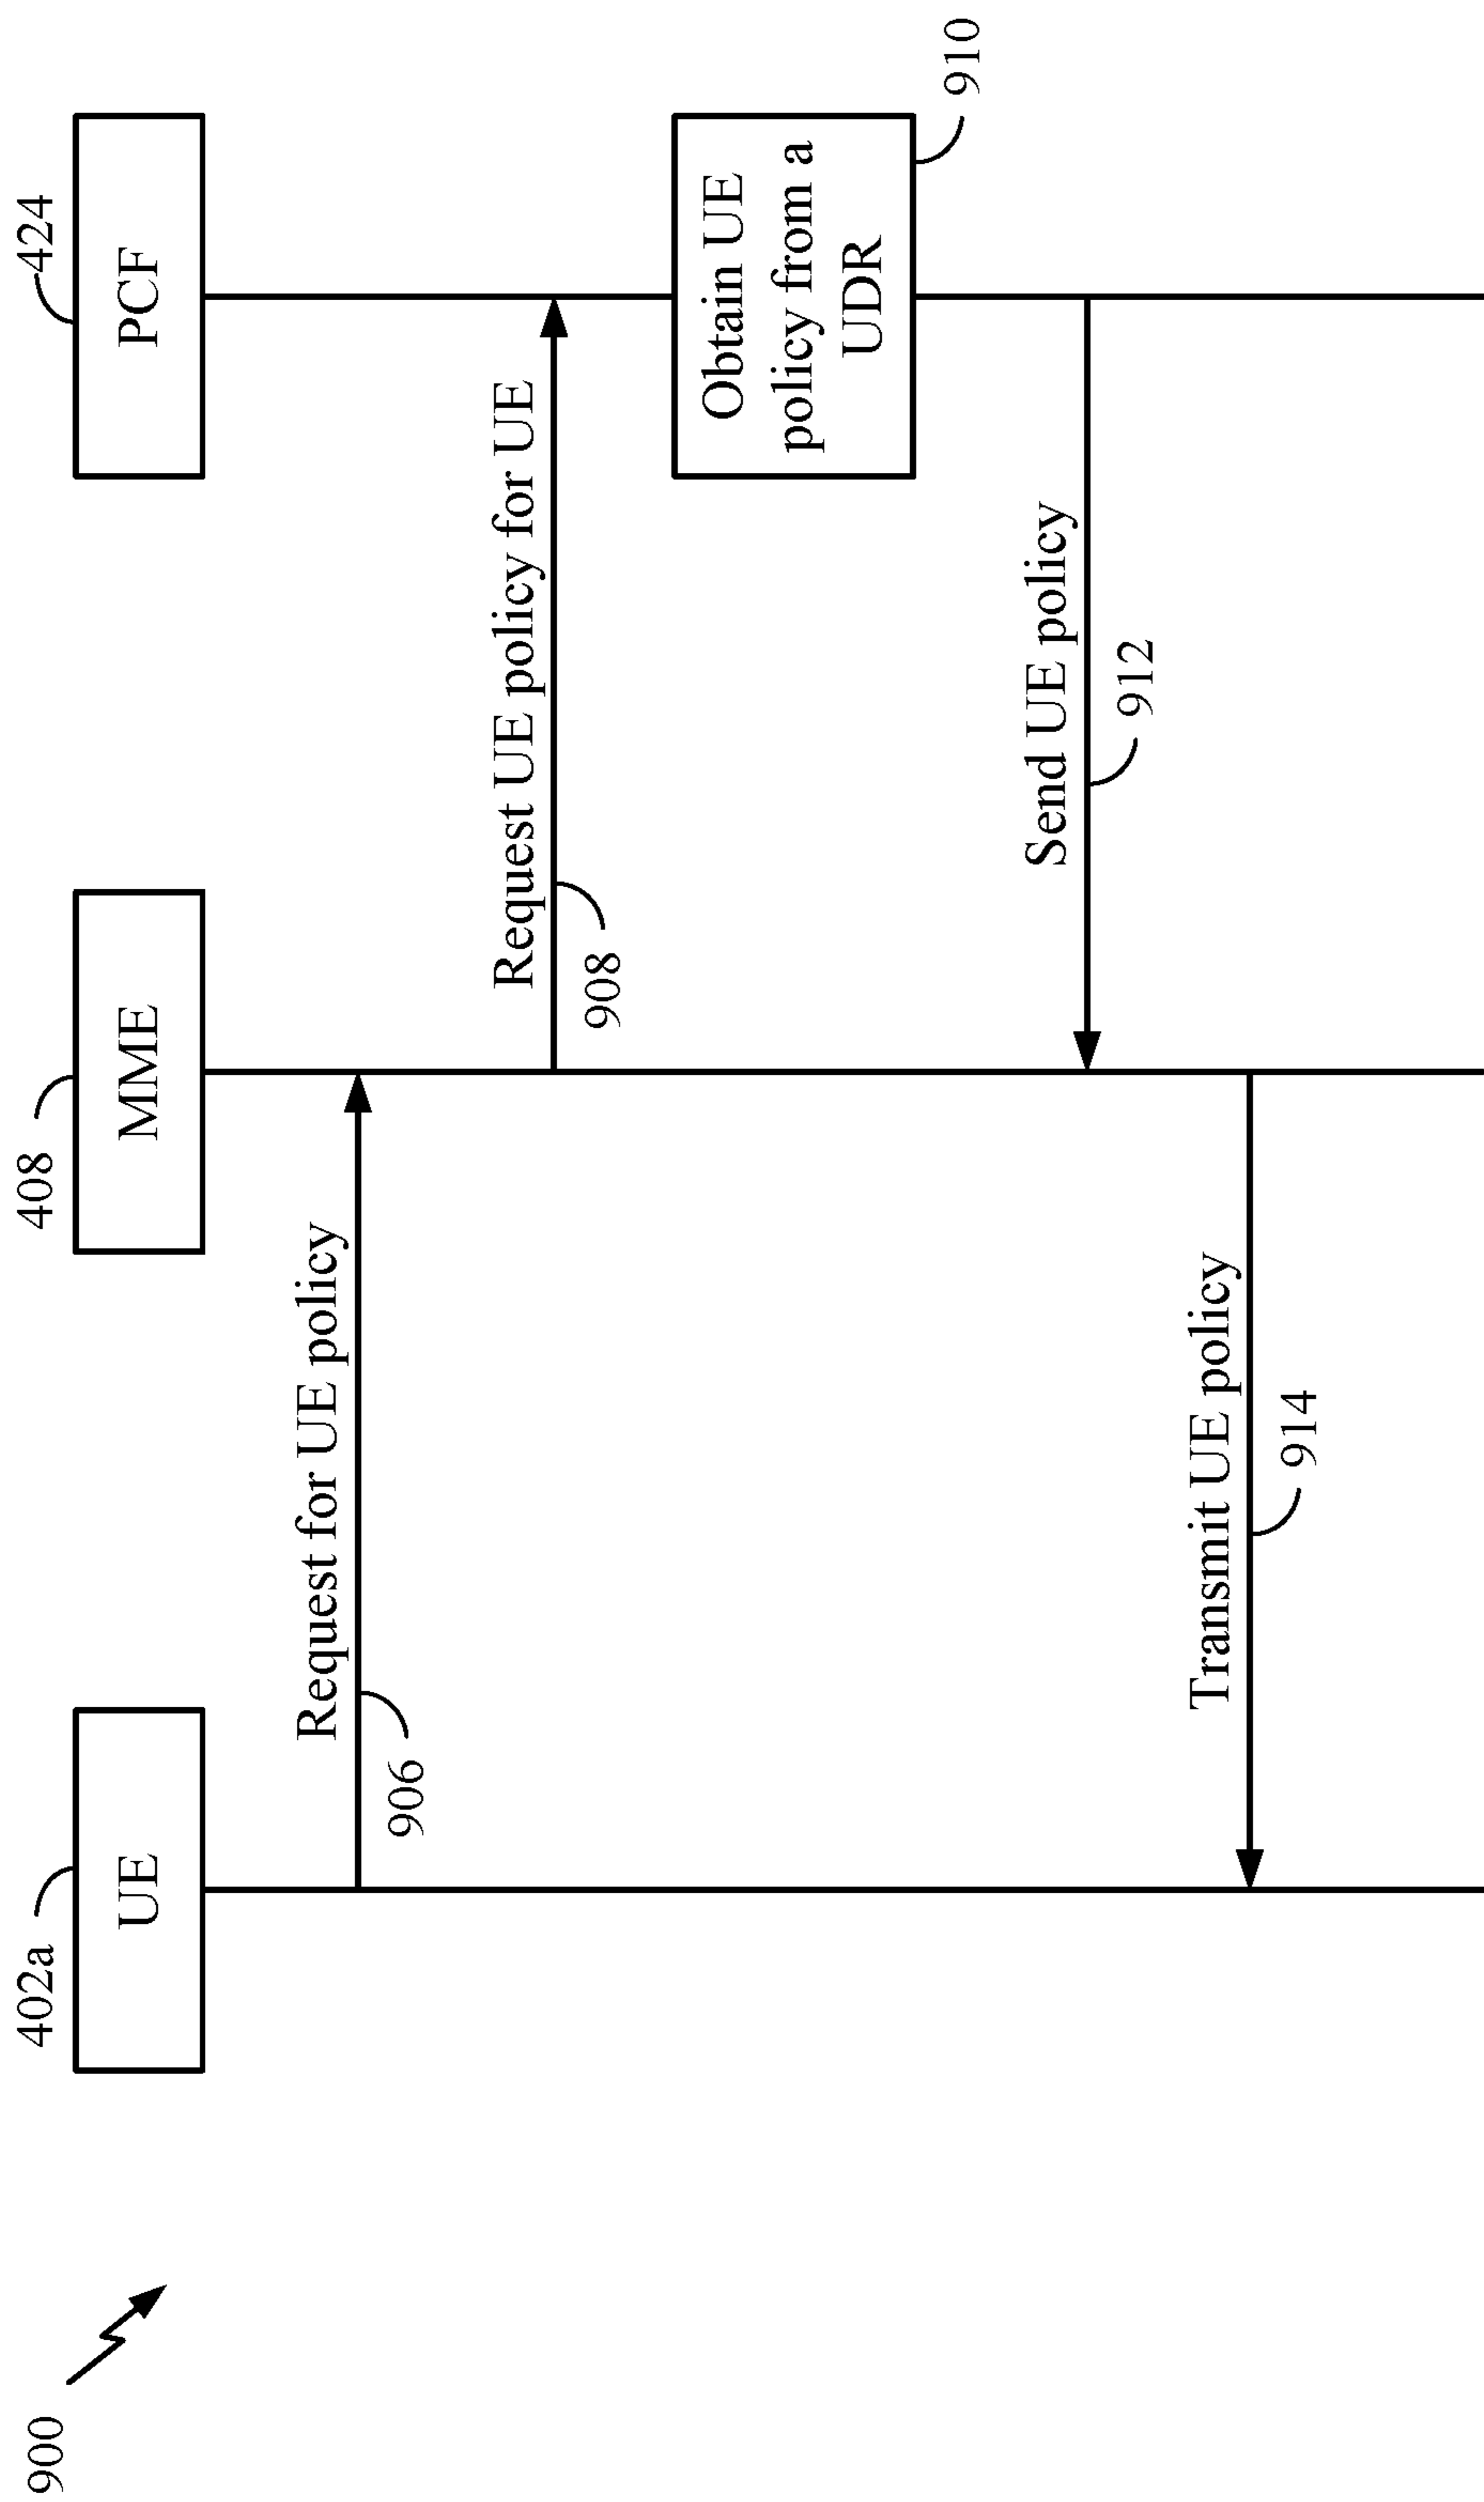 900
402a
408
424
UE
MME
PCF
Request for UE policy
906
Request UE policy for UE
908
Obtain UE
policy from a
UDR
910
Send UE policy
912
Transmit UE policy
914